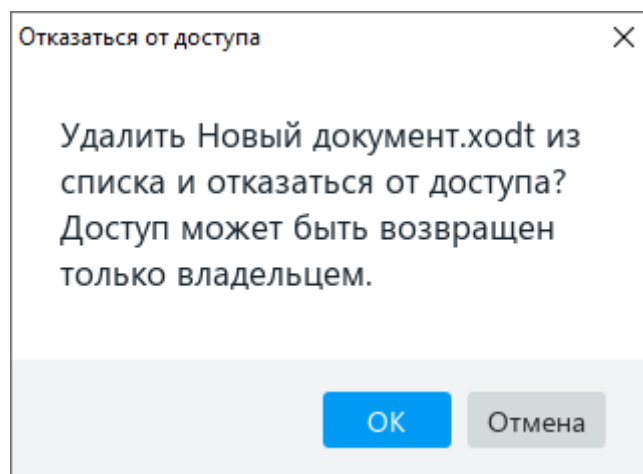 Отказаться от доступа
Удалить Новый документ.xodt из
списка и отказаться от доступа?
Доступ может быть возвращен
только владельцем.
ОК
Отмена